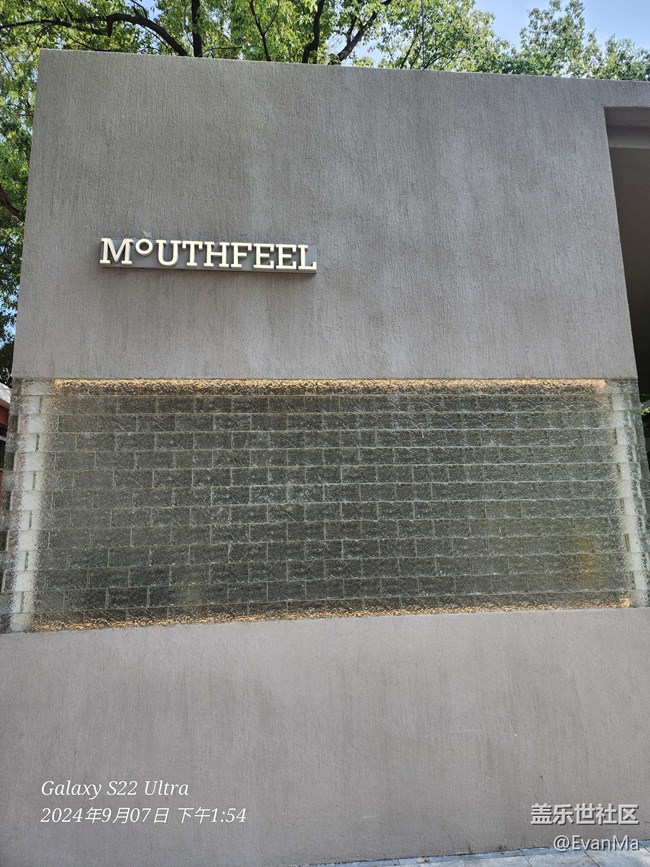 MOUTHFEEL
Galaxy S22 Ultra
2024年9月07日 下午1:54
盖乐世社区
@EvanMa